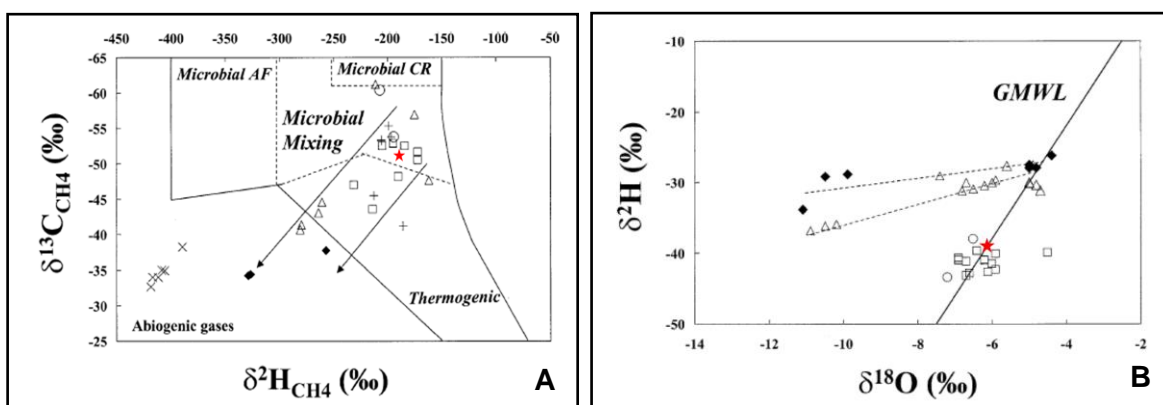 -450 -400 -350 -300 -250 -200 -150 -100 -50
-65
-60
-55
-50
-45
-40
-35
-30
-25
Microbial AF
Microbial CR
Microbial
Mixing
Thermogenic
Abiogenic gases
δ13CCH4 (‰)
δ2HCH4 (‰)
A
-10
-20
-30
-40
-50
GMWL
δ2H (‰)
-14 -12 -10 -8 -6 -4 -2
δ18O (‰)
B